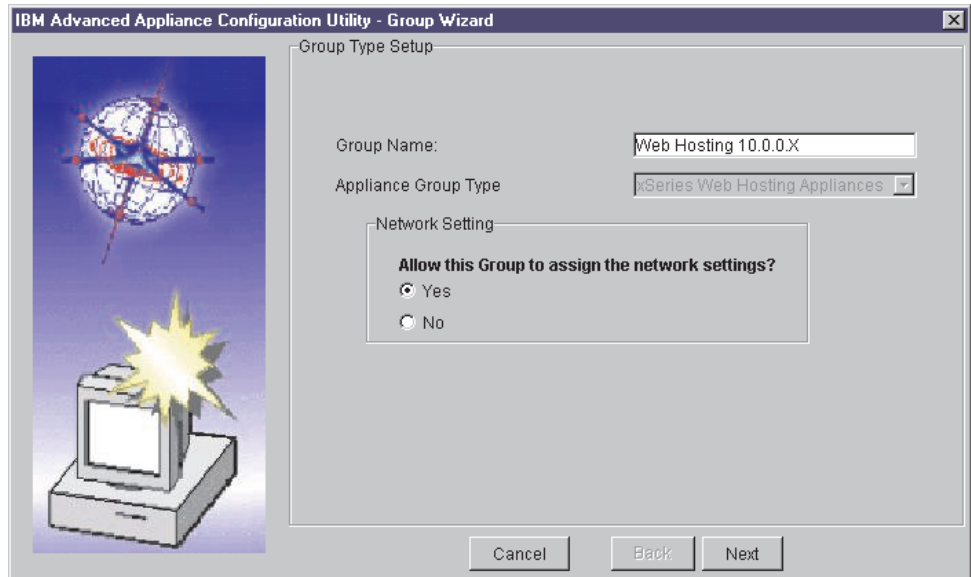 IBM Advanced Appliance Configuration Utility - Group Wizard
Group Type Setup
Group Name: Web Hosting 10.0.0.X
Appliance Group Type xSeries Web Hosting Appliances
Network Setting
Allow this Group to assign the network settings?
Yes
No
Cancel Back Next